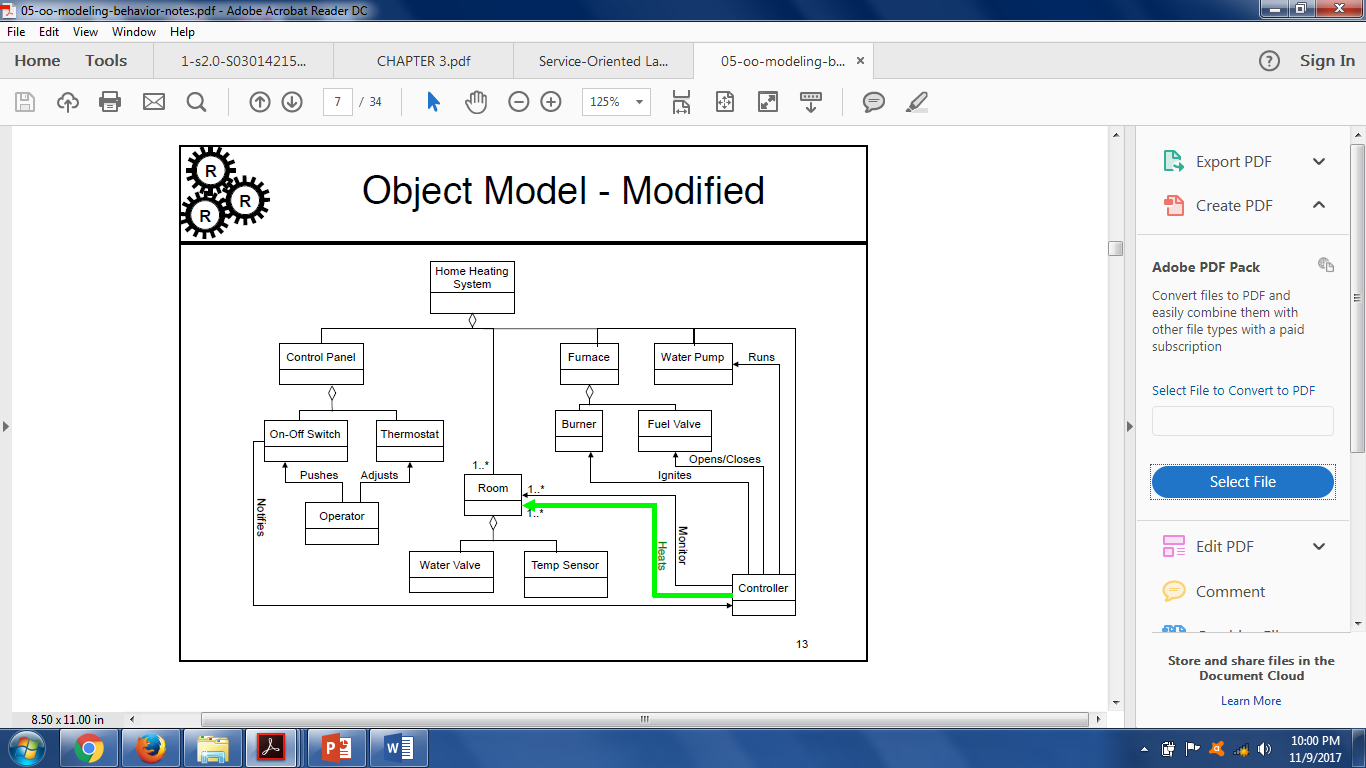 05-oo-modeling-behavior-notes.pdf - Adobe Acrobat Reader DC
File Edit View Window Help
Home Tools 1-s2.0-S03014215... CHAPTER 3.pdf Service-Oriented La... 05-oo-modeling-b... × Sign In
7 / 34 125%
R
R
R
Object Model - Modified
Home Heating
System
Control Panel
Furnace
Water Pump
Runs
On-Off Switch
Thermostat
Burner
Fuel Valve
Opens/Closes
Pushes
Adjusts
1..*
Ignites
Room
1..*
1..*
Operator
Notifies
Monitor
Heats
Water Valve
Temp Sensor
Controller
13
8.50 x 11.00 in
Export PDF
Create PDF
Adobe PDF Pack
Convert files to PDF and
easily combine them with
other file types with a paid
subscription
Select File to Convert to PDF
Select File
Edit PDF
Comment
Store and share files in the
Document Cloud
Learn More
10:00 PM
11/9/2017